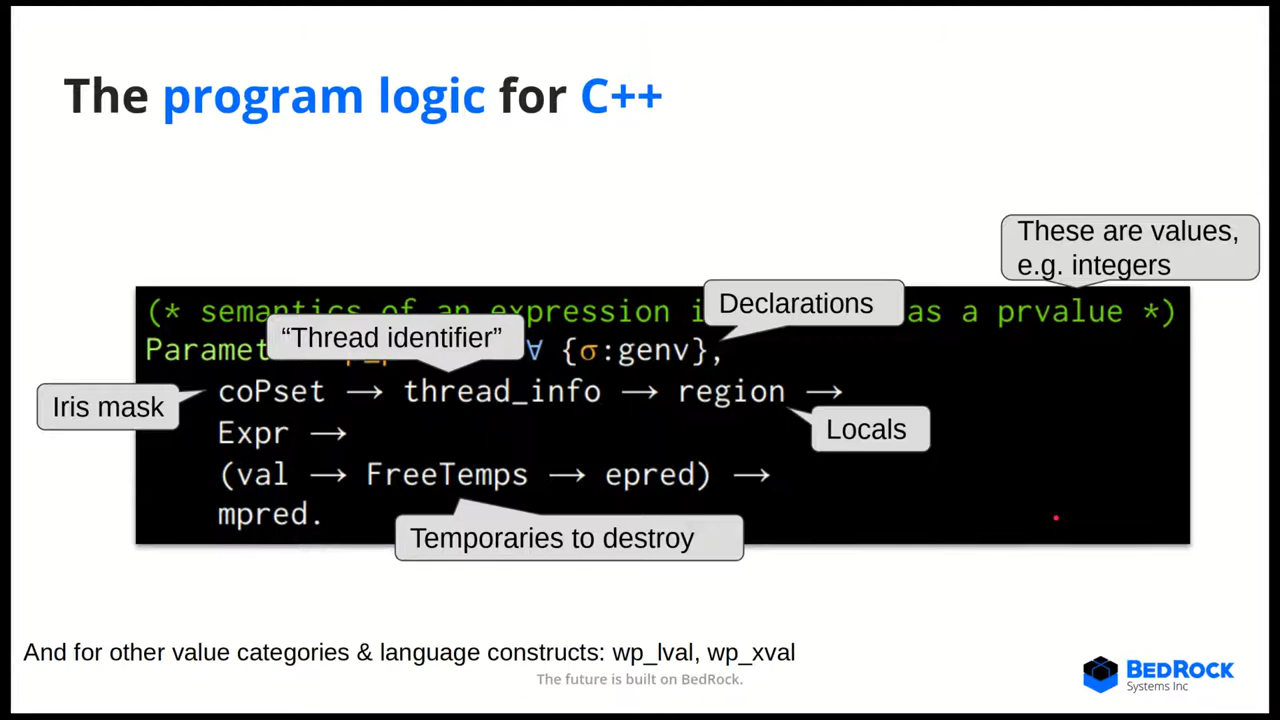 The program logic for C++
These are values,
e.g. integers
Declarations
(* semantics of an expression i as a prvalue *)
"Thread identifier"
Paramet ∀ {σ:genv},
Iris mask
coPset → thread_info → region →
Locals
Expr →
(val → FreeTemps → epred) →
mpred.
Temporaries to destroy
And for other value categories & language constructs: wp_lval, wp_xval
The future is built on BedRock.
BEDROCK
Systems Inc